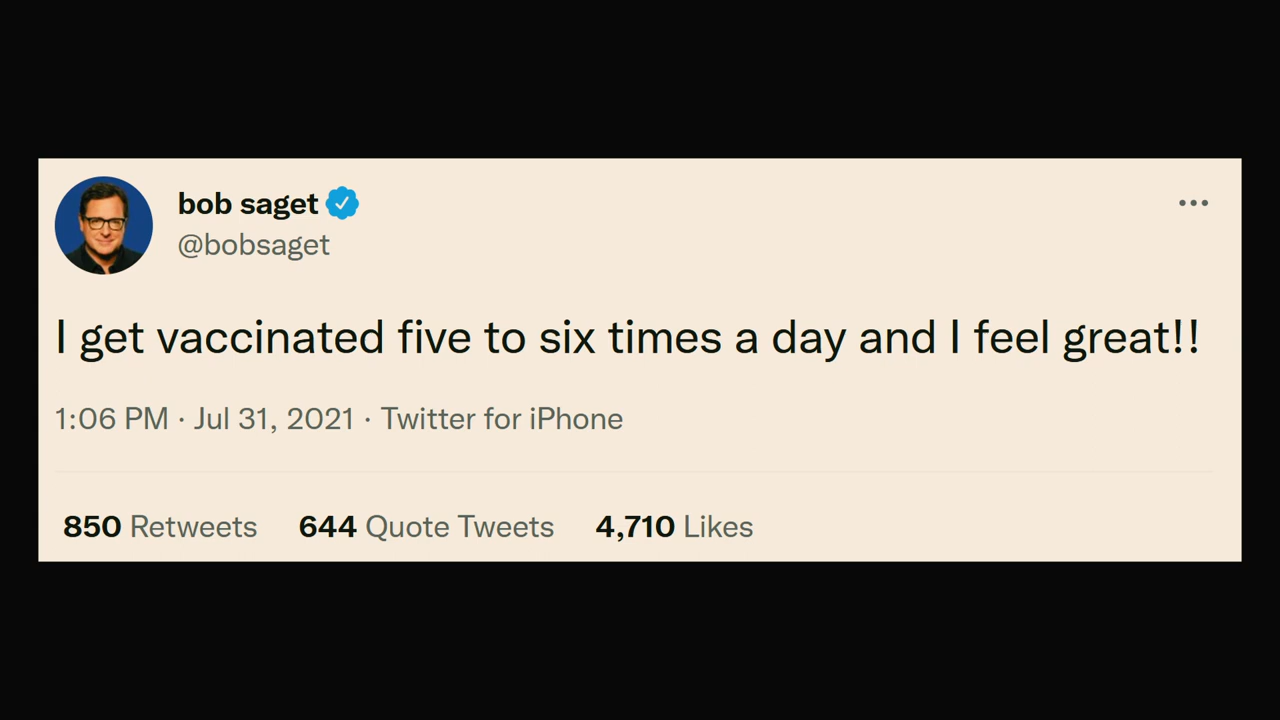 bob saget
@bobsaget
I get vaccinated five to six times a day and I feel great!!
1:06 PM · Jul 31, 2021 · Twitter for iPhone
850 Retweets 644 Quote Tweets 4,710 Likes